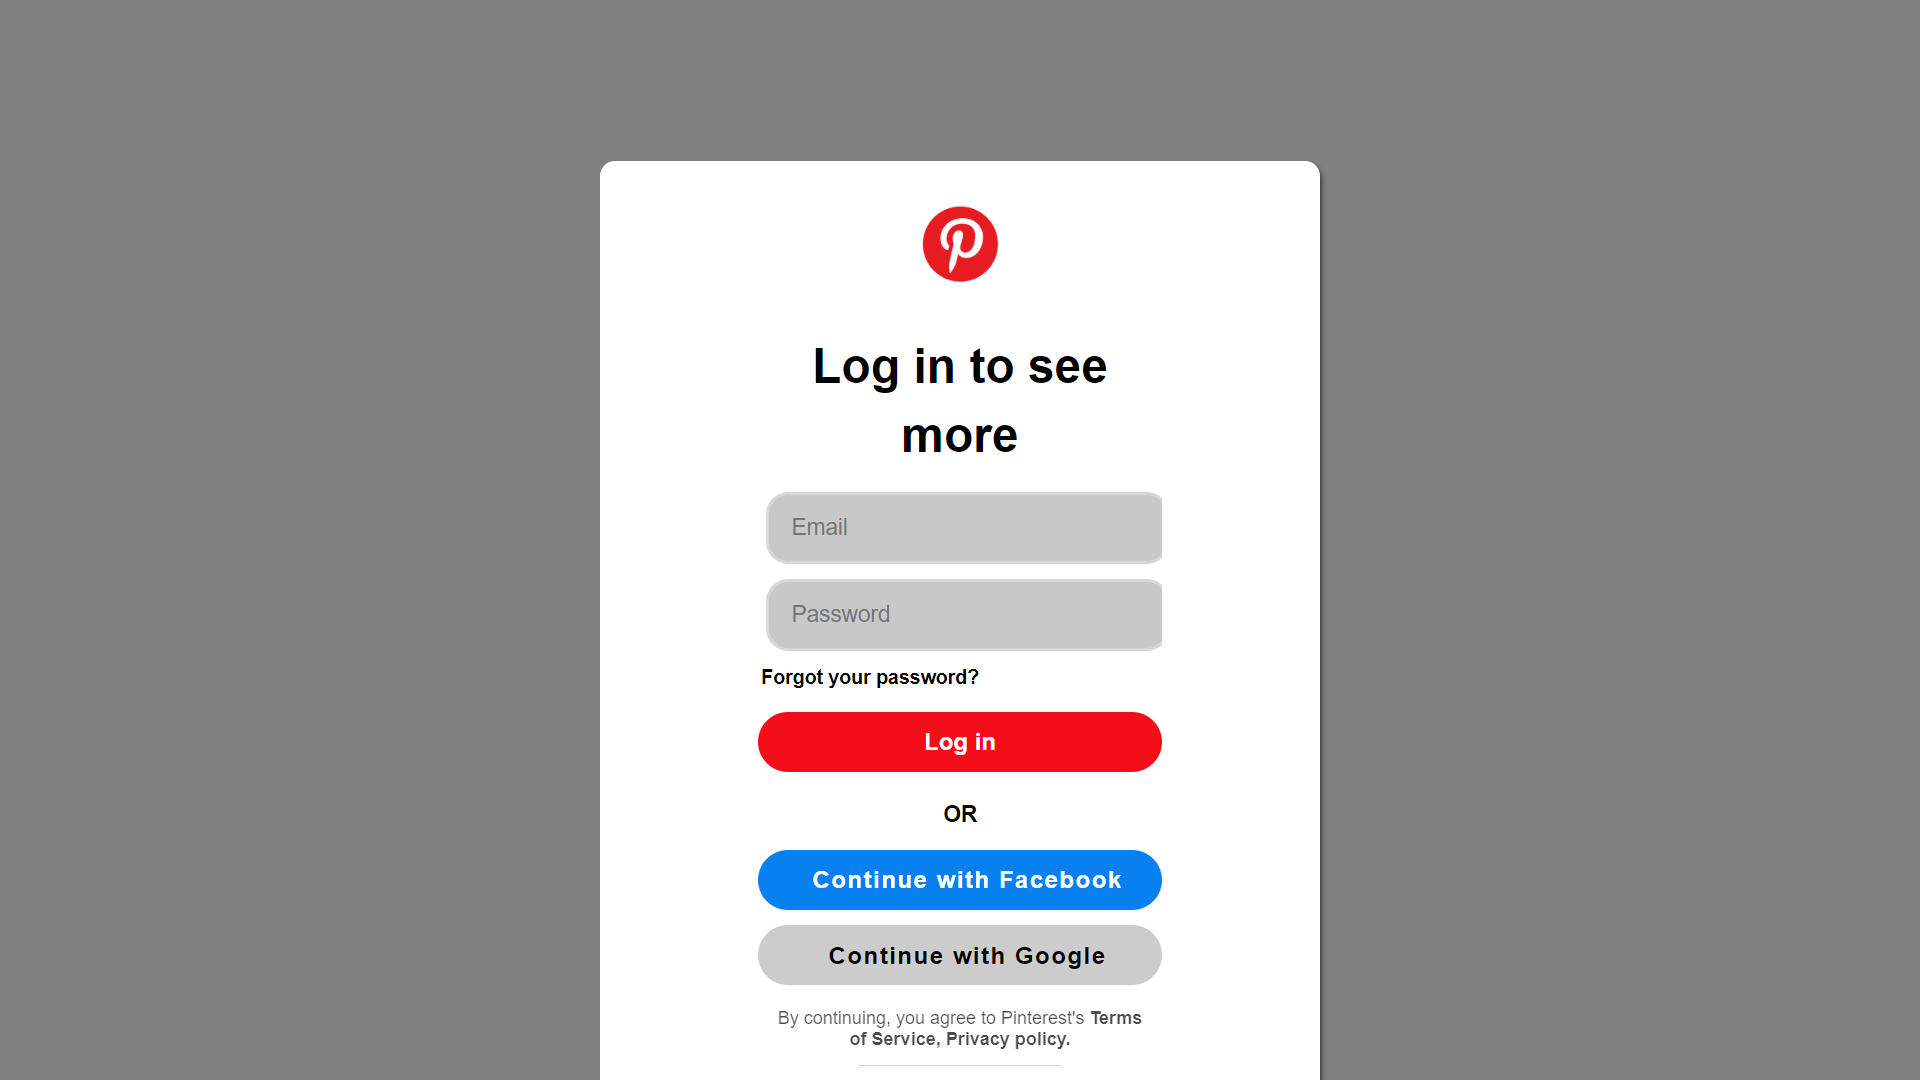 Log in to see
more
Email
Password
Forgot your password?
Log in
OR
Continue with Facebook
Continue with Google
By continuing, you agree to Pinterest's Terms
of Service, Privacy policy.